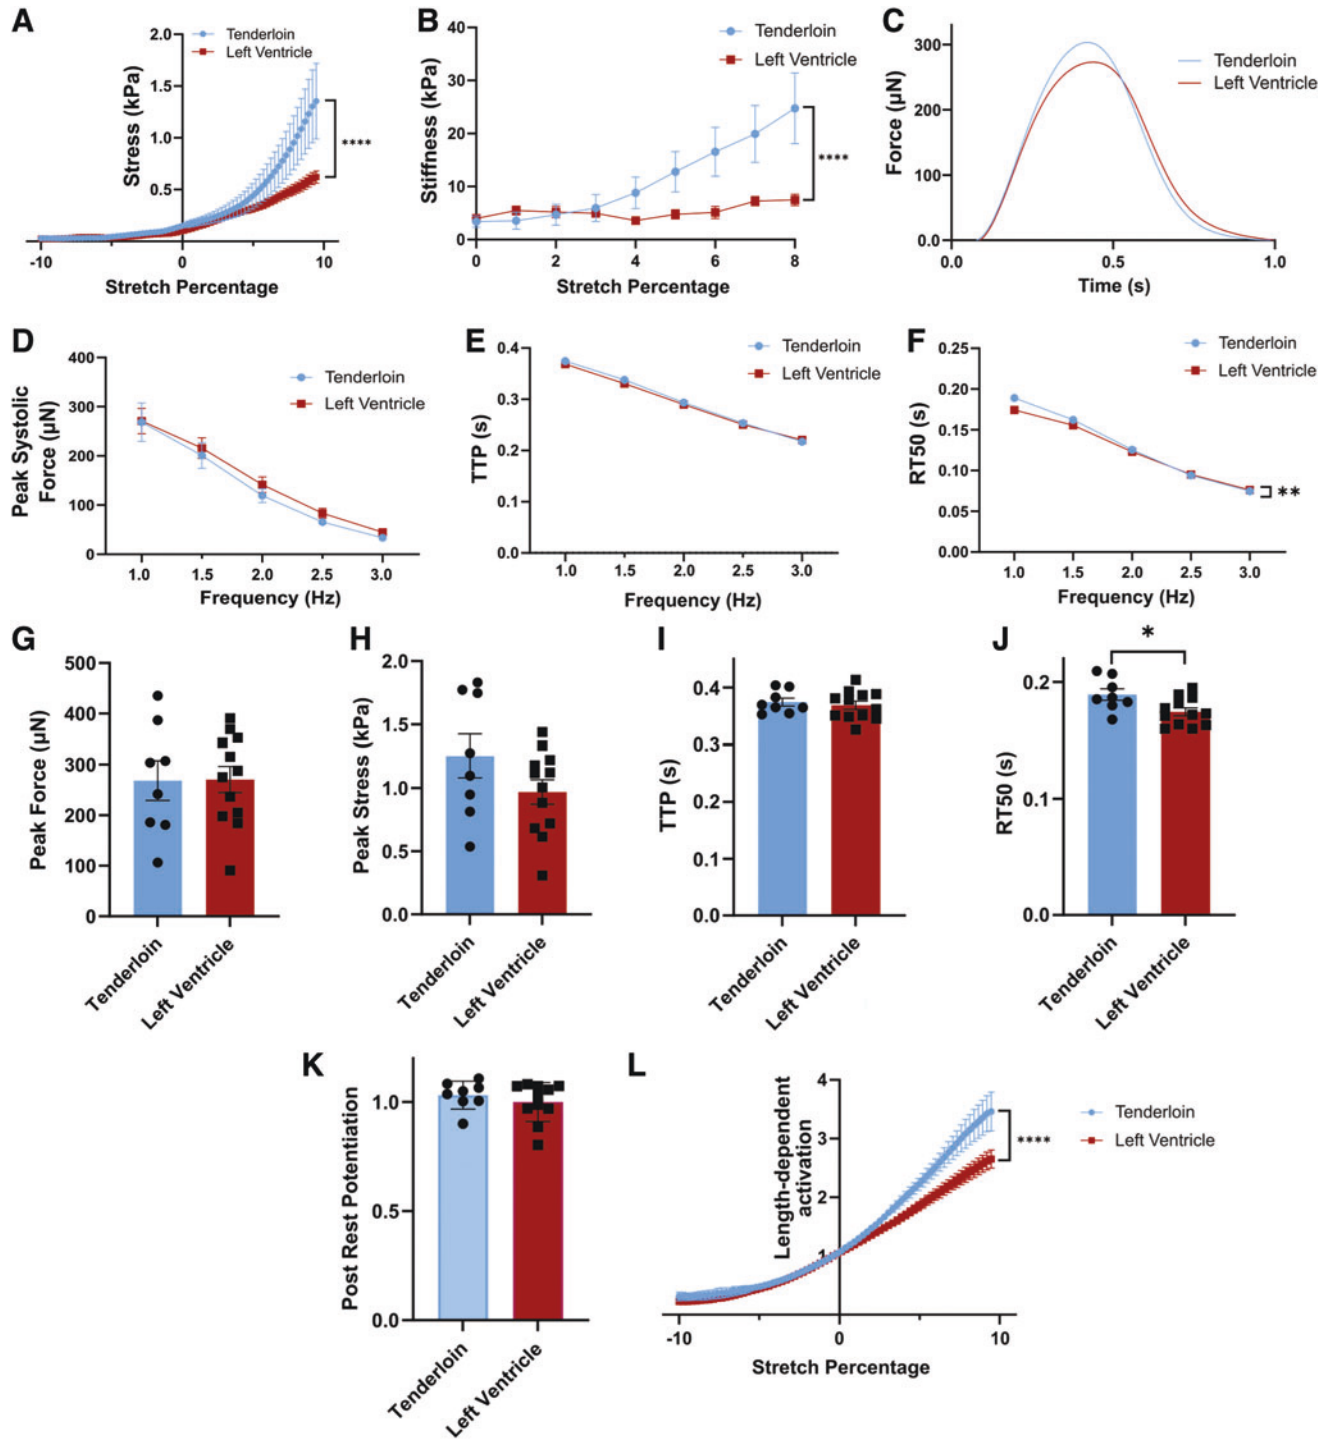 A
Stress (kPa)
2.0
1.5
1.0
0.5
-10
0
10
Stretch Percentage
Tenderloin
Left Ventricle
****
B
Stiffness (kPa)
40
30
20
10
0
0
2
4
6
8
Stretch Percentage
Tenderloin
Left Ventricle
****
C
Force (µN)
300
200
100
0.0
0.0
0.5
1.0
Time (s)
Tenderloin
Left Ventricle
D
Peak Systolic
Force (µN)
400
300
200
100
0
1.0
1.5
2.0
2.5
3.0
Frequency (Hz)
Tenderloin
Left Ventricle
E
TTP (s)
0.4
0.3
0.2
0.1
0.0
1.0
1.5
2.0
2.5
3.0
Frequency (Hz)
Tenderloin
Left Ventricle
F
RT50 (s)
0.25
0.20
0.15
0.10
0.05
0.00
1.0
1.5
2.0
2.5
3.0
Frequency (Hz)
Tenderloin
Left Ventricle
**
G
Peak Force (µN)
500
400
300
200
100
0
Tenderloin
Left Ventricle
H
Peak Stress (kPa)
2.0
1.5
1.0
0.5
0.0
Tenderloin
Left Ventricle
I
TTP (s)
0.4
0.3
0.2
0.1
0.0
Tenderloin
Left Ventricle
J
RT50 (s)
0.2
0.1
0.0
*
Tenderloin
Left Ventricle
K
Post Rest Potentiation
1.0
0.5
0.0
Tenderloin
Left Ventricle
L
Length-dependent
activation
4
3
2
1
-10
0
10
Stretch Percentage
Tenderloin
Left Ventricle
****